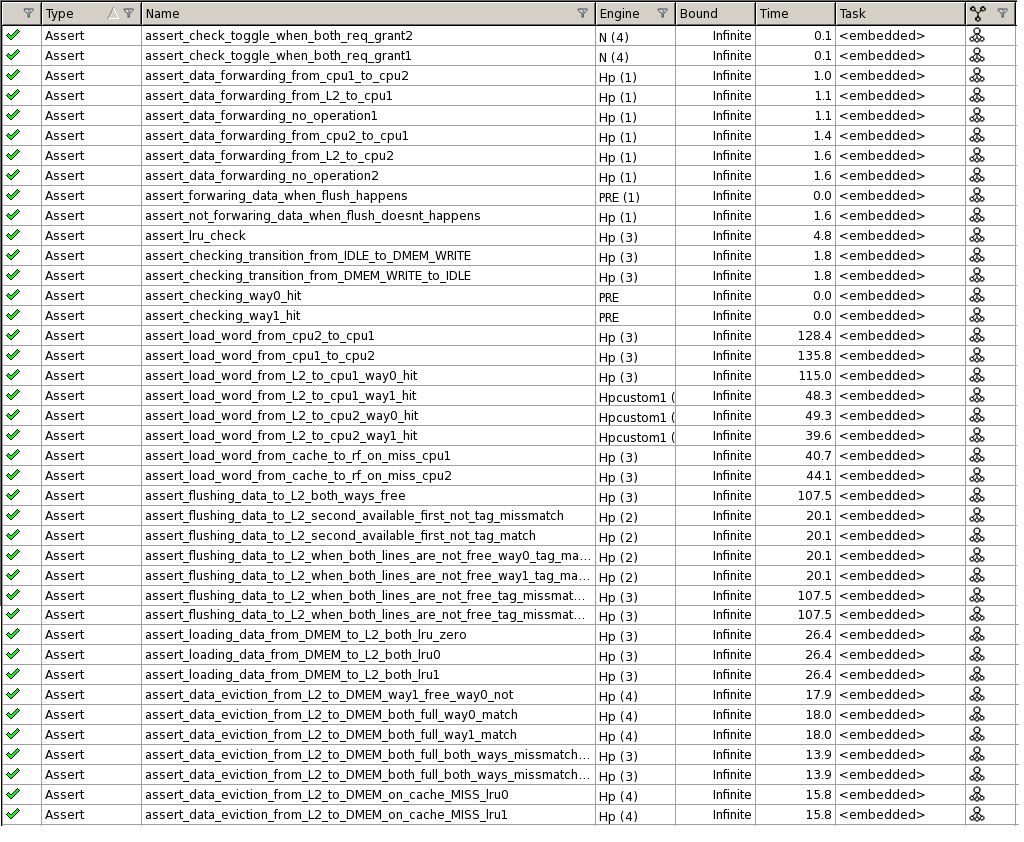 Type Name Engine Bound Time Task
Assert assert_check_toggle_when_both_req_grant2 N (4) Infinite 0.1 <embedded>
Assert assert_check_toggle_when_both_req_grant1 N (4) Infinite 0.1 <embedded>
Assert assert_data_forwarding_from_cpu1_to_cpu2 Hp (1) Infinite 1.0 <embedded>
Assert assert_data_forwarding_from_L2_to_cpu1 Hp (1) Infinite 1.1 <embedded>
Assert assert_data_forwarding_no_operation1 Hp (1) Infinite 1.1 <embedded>
Assert assert_data_forwarding_from_cpu2_to_cpu1 Hp (1) Infinite 1.4 <embedded>
Assert assert_data_forwarding_from_L2_to_cpu2 Hp (1) Infinite 1.6 <embedded>
Assert assert_data_forwarding_no_operation2 Hp (1) Infinite 1.6 <embedded>
Assert assert_forwaring_data_when_flush_happens PRE (1) Infinite 0.0 <embedded>
Assert assert_not_forwaring_data_when_flush_doesnt_happens Hp (1) Infinite 1.6 <embedded>
Assert assert_lru_check Hp (3) Infinite 4.8 <embedded>
Assert assert_checking_transition_from_IDLE_to_DMEM_WRITE Hp (3) Infinite 1.8 <embedded>
Assert assert_checking_transition_from_DMEM_WRITE_to_IDLE Hp (3) Infinite 1.8 <embedded>
Assert assert_checking_way0_hit PRE Infinite 0.0 <embedded>
Assert assert_checking_way1_hit PRE Infinite 0.0 <embedded>
Assert assert_load_word_from_cpu2_to_cpu1 Hp (3) Infinite 128.4 <embedded>
Assert assert_load_word_from_cpu1_to_cpu2 Hp (3) Infinite 135.8 <embedded>
Assert assert_load_word_from_L2_to_cpu1_way0_hit Hp (3) Infinite 115.0 <embedded>
Assert assert_load_word_from_L2_to_cpu1_way1_hit Hpcustom1 ( Infinite 48.3 <embedded>
Assert assert_load_word_from_L2_to_cpu2_way0_hit Hpcustom1 ( Infinite 49.3 <embedded>
Assert assert_load_word_from_L2_to_cpu2_way1_hit Hpcustom1 ( Infinite 39.6 <embedded>
Assert assert_load_word_from_cache_to_rf_on_miss_cpu1 Hp (3) Infinite 40.7 <embedded>
Assert assert_load_word_from_cache_to_rf_on_miss_cpu2 Hp (3) Infinite 44.1 <embedded>
Assert assert_flushing_data_to_L2_both_ways_free Hp (3) Infinite 107.5 <embedded>
Assert assert_flushing_data_to_L2_second_available_first_not_tag_missmatch Hp (2) Infinite 20.1 <embedded>
Assert assert_flushing_data_to_L2_second_available_first_not_tag_match Hp (2) Infinite 20.1 <embedded>
Assert assert_flushing_data_to_L2_when_both_lines_are_not_free_way0_tag_ma... Hp (2) Infinite 20.1 <embedded>
Assert assert_flushing_data_to_L2_when_both_lines_are_not_free_way1_tag_ma... Hp (2) Infinite 20.1 <embedded>
Assert assert_flushing_data_to_L2_when_both_lines_are_not_free_tag_missmat... Hp (3) Infinite 107.5 <embedded>
Assert assert_flushing_data_to_L2_when_both_lines_are_not_free_tag_missmat... Hp (3) Infinite 107.5 <embedded>
Assert assert_loading_data_from_DMEM_to_L2_both_lru_zero Hp (3) Infinite 26.4 <embedded>
Assert assert_loading_data_from_DMEM_to_L2_both_lru0 Hp (3) Infinite 26.4 <embedded>
Assert assert_loading_data_from_DMEM_to_L2_both_lru1 Hp (3) Infinite 26.4 <embedded>
Assert assert_data_eviction_from_L2_to_DMEM_way1_free_way0_not Hp (4) Infinite 17.9 <embedded>
Assert assert_data_eviction_from_L2_to_DMEM_both_full_way0_match Hp (4) Infinite 18.0 <embedded>
Assert assert_data_eviction_from_L2_to_DMEM_both_full_way1_match Hp (4) Infinite 18.0 <embedded>
Assert assert_data_eviction_from_L2_to_DMEM_both_full_both_ways_missmatch... Hp (3) Infinite 13.9 <embedded>
Assert assert_data_eviction_from_L2_to_DMEM_both_full_both_ways_missmatch... Hp (3) Infinite 13.9 <embedded>
Assert assert_data_eviction_from_L2_to_DMEM_on_cache_MISS_lru0 Hp (4) Infinite 15.8 <embedded>
Assert assert_data_eviction_from_L2_to_DMEM_on_cache_MISS_lru1 Hp (4) Infinite 15.8 <embedded>